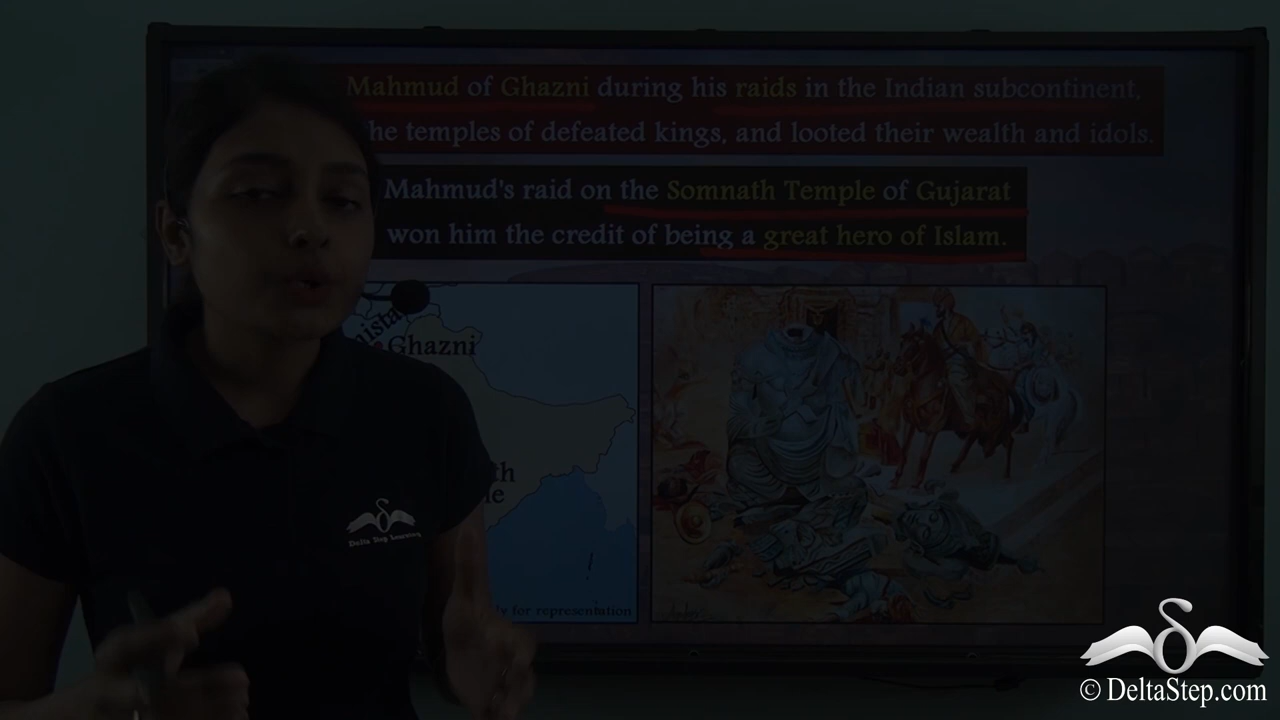 Mahmud of Ghazni during his raids in the Indian subcontinent,
the temples of defeated kings, and looted their wealth and idols.
Mahmud's raid on the Somnath Temple of Gujarat
won him the credit of being a great hero of Islam.
Ghazni
ly for representation
Delta Step Learning
© DeltaStep.com